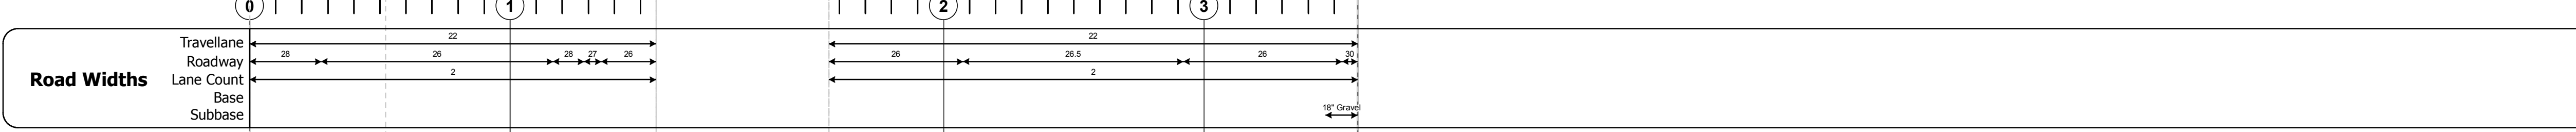 0 1 2 3
Travellane 22 22
Roadway 28 26 28 27 26 26 26.5 26 30
Road Widths
Lane Count 2 2
Base
Subbase 18" Gravel